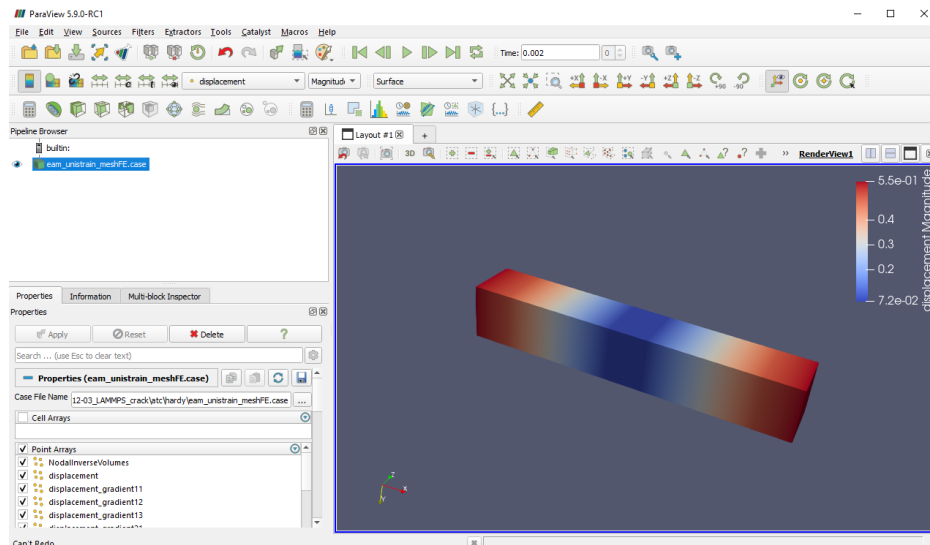 ParaView 5.9.0-RC1
File Edit View Sources Filters Extractors Tools Catalyst Macros Help
Time: 0.002 0
displacement Magnitud Surface
+X -X +Y -Y +Z -Z +90 -90
Pipeline Browser
builtin:
eam_unistrain_meshFE.case
Layout #1
+
3D RenderView1
5.5e-01
0.4
0.3
0.2
7.2e-02
displacement Magnitude
Z
X
Y
Properties Information Multi-block Inspector
Properties
Apply Reset Delete ?
Search ... (use Esc to clear text)
Properties (eam_unistrain_meshFE.case)
Case File Name 12-03_LAMMPS_crack\atc\hardy\eam_unistrain_meshFE.case ...
Cell Arrays
Point Arrays
NodalInverseVolumes
displacement
displacement_gradient11
displacement_gradient12
displacement_gradient13
displacement_gradient21
Can't Redo